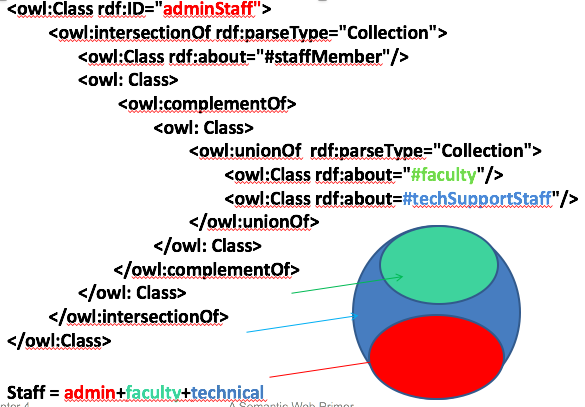 <owl:Class rdf:ID="adminStaff">
<owl:intersectionOf rdf:parseType="Collection">
<owl:Class rdf:about="#staffMember"/>
<owl: Class>
<owl:complementOf>
<owl: Class>
<owl:unionOf rdf:parseType="Collection">
<owl:Class rdf:about="#faculty"/>
<owl:Class rdf:about=#techSupportStaff"/>
</owl:unionOf>
</owl: Class>
</owl:complementOf>
</owl: Class>
</owl:intersectionOf>
</owl:Class>
Staff = admin+faculty+technical
pter 4 A Semantic Web Primer